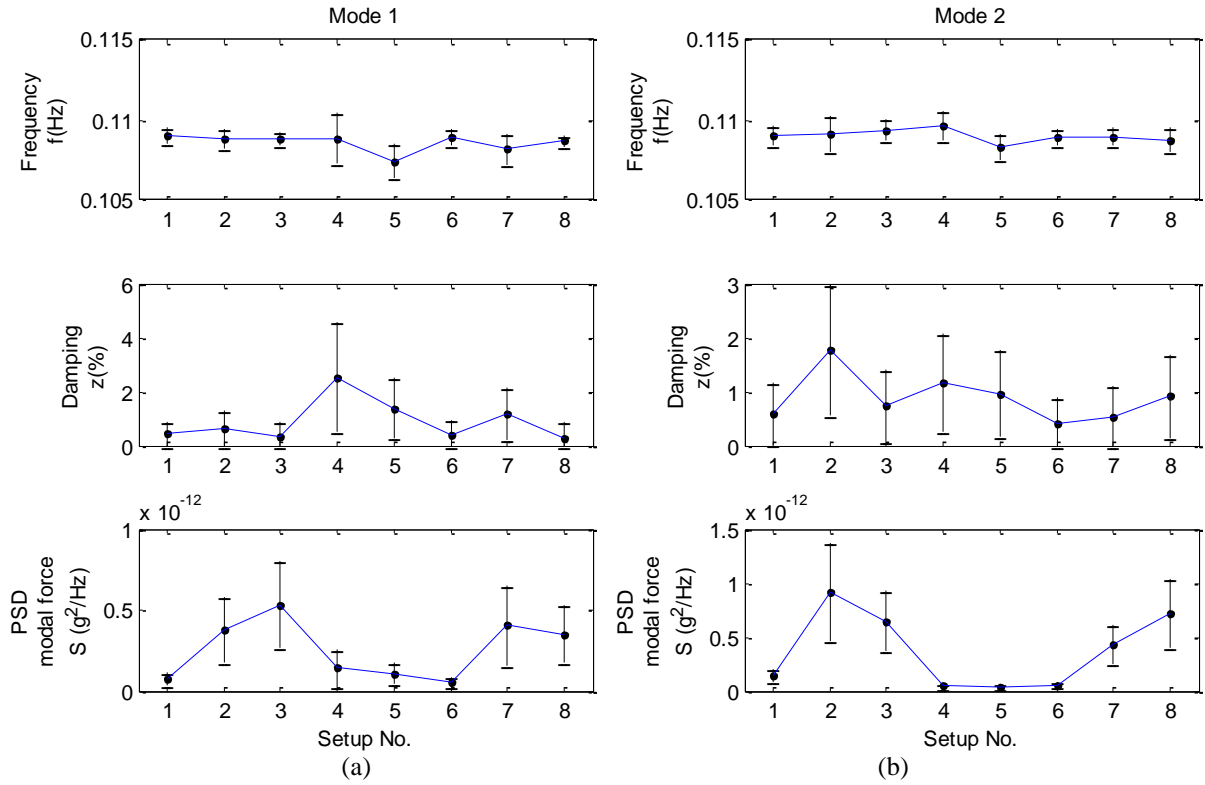 Mode 1
Frequency
f(Hz)
0.115
0.11
0.105
1 2 3 4 5 6 7 8
Damping
z(%)
6
4
2
0
1 2 3 4 5 6 7 8
x 10^-12
PSD
modal force
S (g^2/Hz)
1
0.5
0
1 2 3 4 5 6 7 8
Setup No.
(a)
Mode 2
Frequency
f(Hz)
0.115
0.11
0.105
1 2 3 4 5 6 7 8
Damping
z(%)
3
2
1
0
1 2 3 4 5 6 7 8
x 10^-12
PSD
modal force
S (g^2/Hz)
1.5
1
0.5
0
1 2 3 4 5 6 7 8
Setup No.
(b)